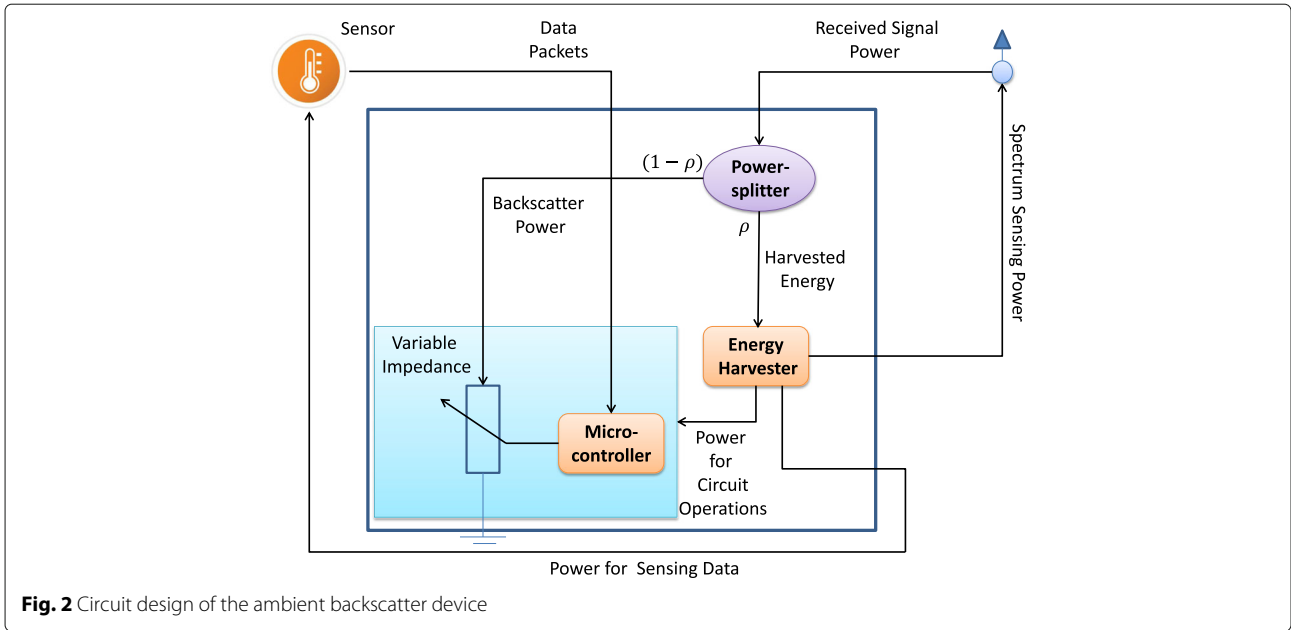 Sensor
Data
Packets
Received Signal
Power
Spectrum Sensing Power
(1 − ρ)
Power-
splitter
Backscatter
Power
ρ
Harvested
Energy
Variable
Impedance
Energy
Harvester
Micro-
controller
Power
for
Circuit
Operations
Power for Sensing Data
Fig. 2 Circuit design of the ambient backscatter device